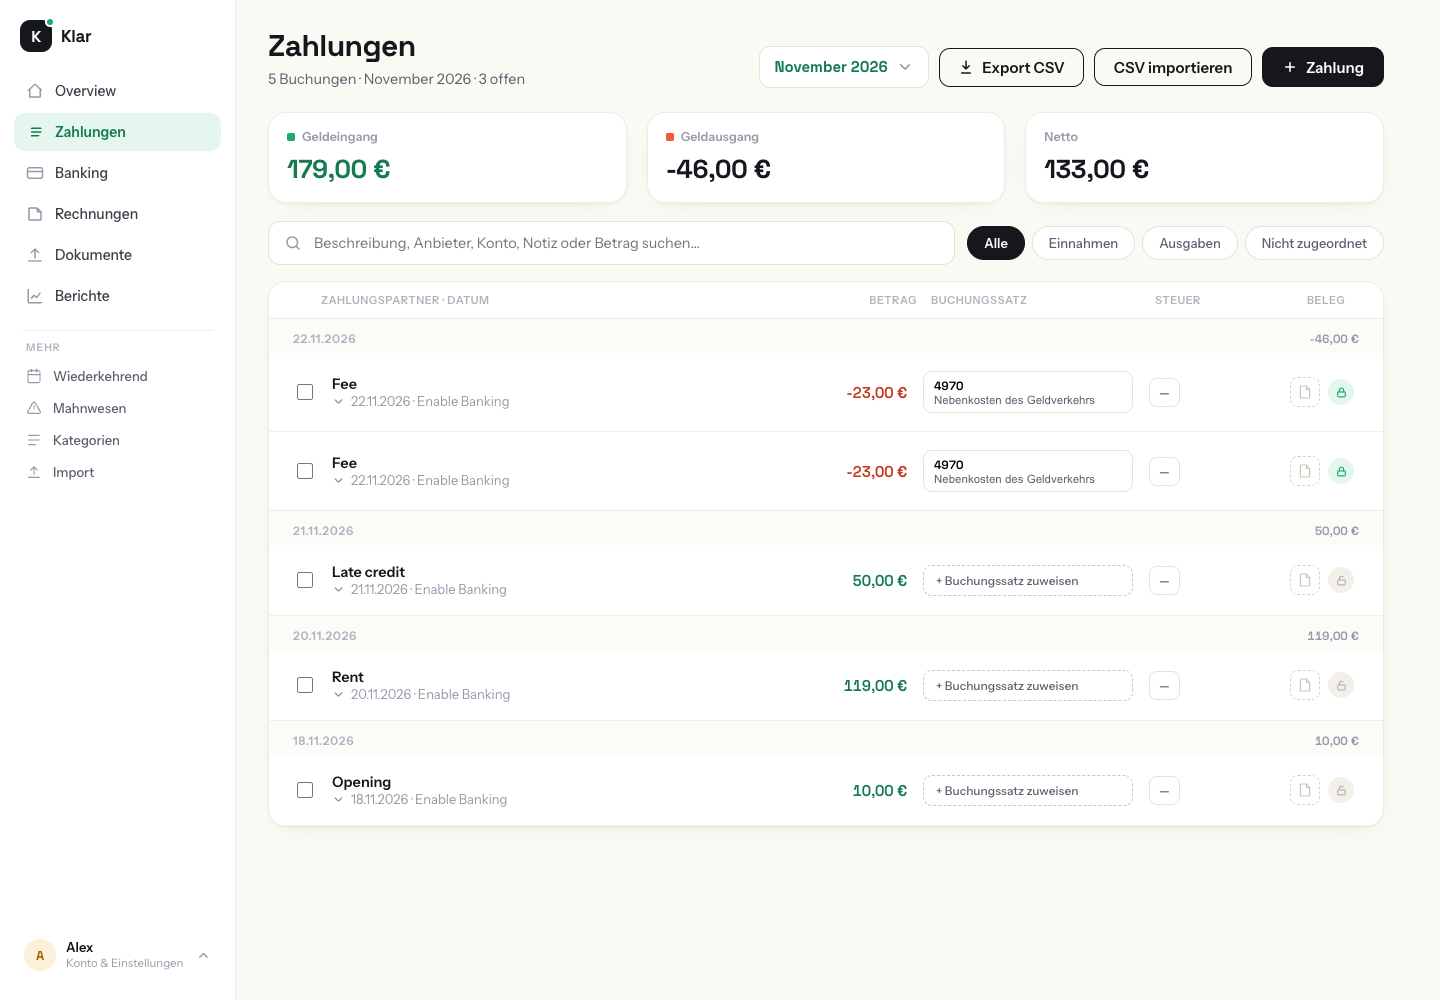 K Klar
Overview
Zahlungen
Banking
Rechnungen
Dokumente
Berichte
MEHR
Wiederkehrend
Mahnwesen
Kategorien
Import
A
Alex
Konto & Einstellungen
Zahlungen
5 Buchungen · November 2026 · 3 offen
November 2026
Export CSV
CSV importieren
+ Zahlung
Geldeingang
179,00 €
Geldausgang
-46,00 €
Netto
133,00 €
Beschreibung, Anbieter, Konto, Notiz oder Betrag suchen...
Alle
Einnahmen
Ausgaben
Nicht zugeordnet
ZAHLUNGSPARTNER · DATUM BETRAG BUCHUNGSSATZ STEUER BELEG
22.11.2026 -46,00 €
Fee
22.11.2026 · Enable Banking
-23,00 €
4970
Nebenkosten des Geldverkehrs
–
Fee
22.11.2026 · Enable Banking
-23,00 €
4970
Nebenkosten des Geldverkehrs
–
21.11.2026 50,00 €
Late credit
21.11.2026 · Enable Banking
50,00 €
+ Buchungssatz zuweisen
–
20.11.2026 119,00 €
Rent
20.11.2026 · Enable Banking
119,00 €
+ Buchungssatz zuweisen
–
18.11.2026 10,00 €
Opening
18.11.2026 · Enable Banking
10,00 €
+ Buchungssatz zuweisen
–